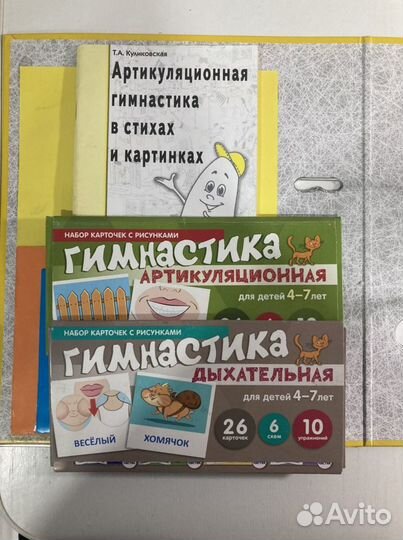 Т.А. Куликовская
Артикуляционная
гимнастика
в стихах
и картинках
НАБОР КАРТОЧЕК С РИСУНКАМИ
ГИМНАСТИКА
АРТИКУЛЯЦИОННАЯ
для детей 4–7 лет
НАБОР КАРТОЧЕК С РИСУНКАМИ
ГИМНАСТИКА
ДЫХАТЕЛЬНАЯ
для детей 4–7 лет
26 карточек
6 схем
10 упражнений
ВЕСЁЛЫЙ
ХОМЯЧОК
Avito